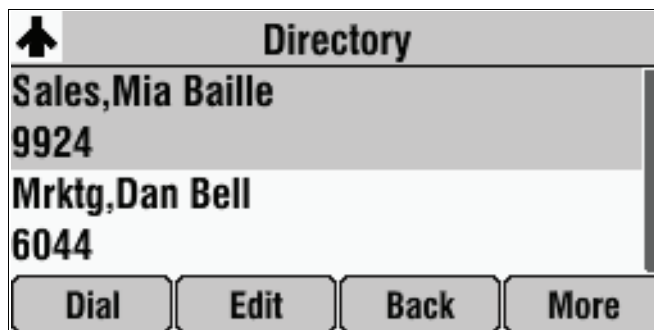 Directory
Sales,Mia Baille
9924
Mrktg,Dan Bell
6044
Dial Edit Back More